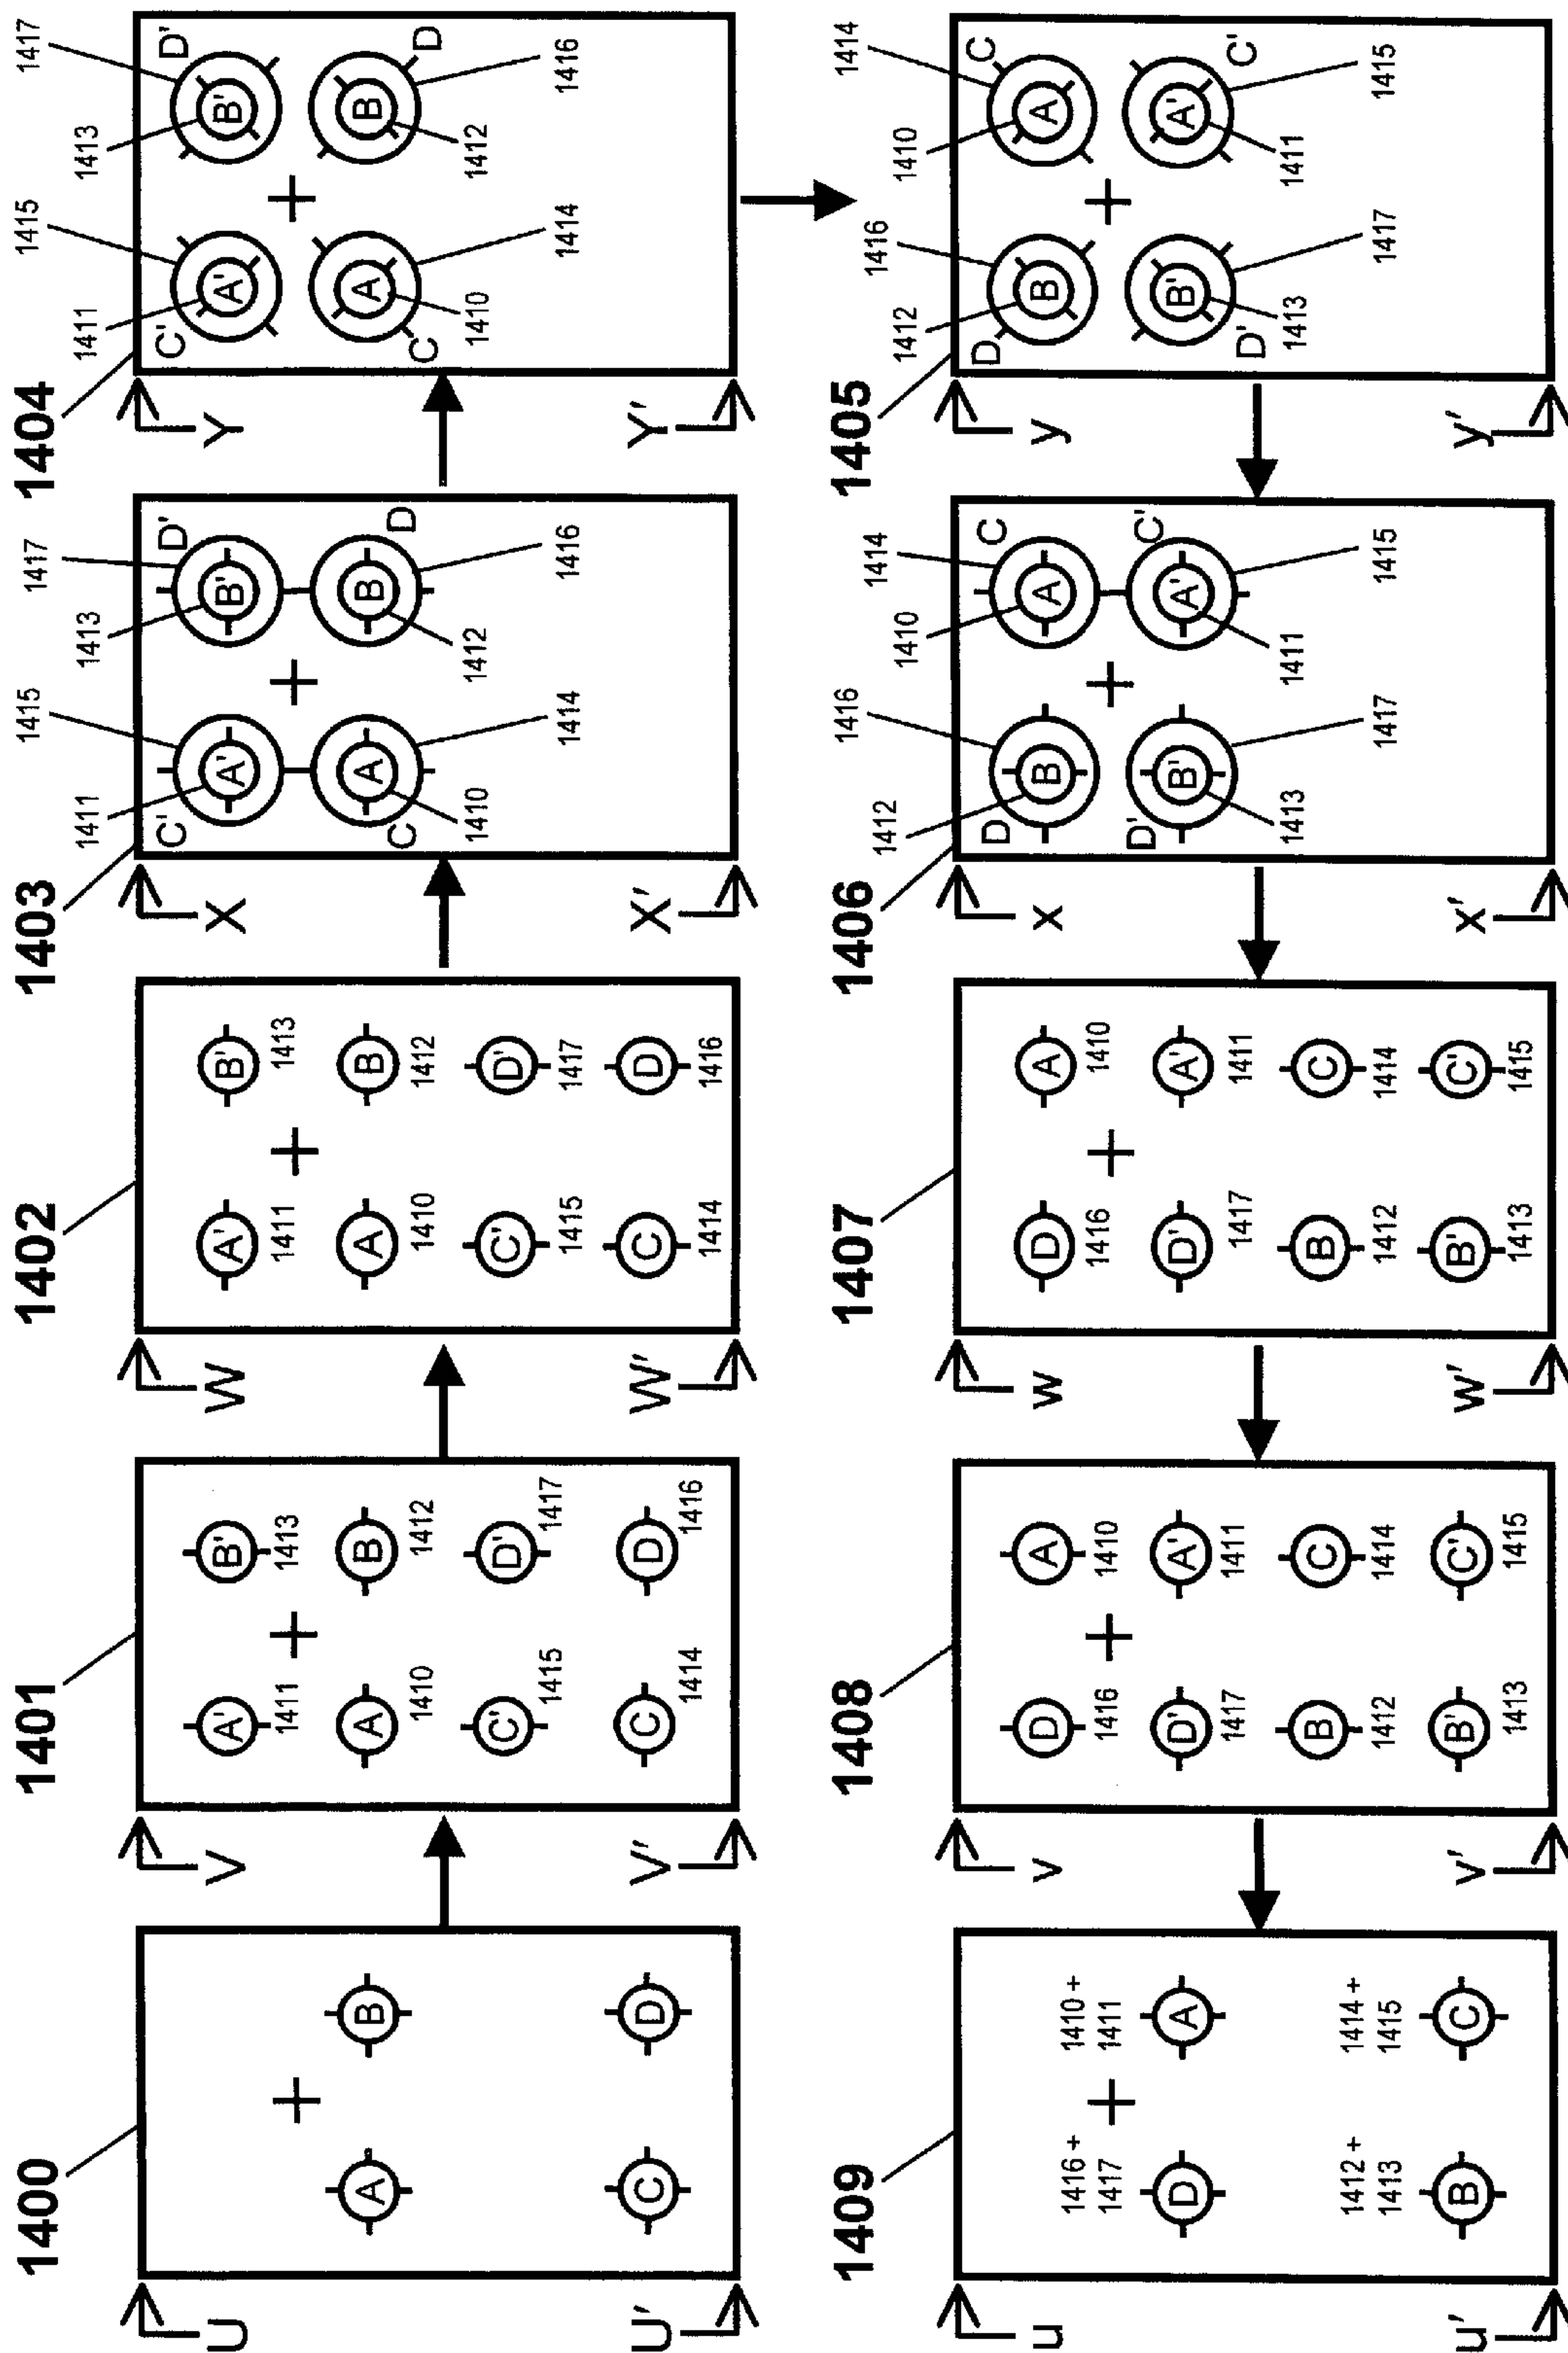 1400
U
A B
C D
U'
1401
V
A' B'
1411 1413
A B
1410 1412
C' D'
1415 1417
C D
1414 1416
V'
1402
W
A' B'
1411 1413
A B
1410 1412
C' D'
1415 1417
C D
1414 1416
W'
1403
X
1415 1417
1411 1413
C' D'
A' B'
A B
C D
1410 1412
1414 1416
X'
1404
Y
1415 1417
1411 1413
C' D'
A' B'
A B
C D
1410 1412
1414 1416
Y'
1409
u
1416 + 1410 +
1417 1411
D A
1412 + 1414 +
1413 1415
B C
u'
1408
v
D A
1416 1410
D' A'
1417 1411
B C
1412 1414
B' C'
1413 1415
v'
1407
w
D A
1416 1410
D' A'
1417 1411
B C
1412 1414
B' C'
1413 1415
w'
1406
x
1416 1414
1412 1410
D C
B A
D' C'
B' A'
1413 1411
1417 1415
x'
1405
y
1416 1414
1412 1410
D C
B A
B' A'
D' C'
1413 1411
1417 1415
y'